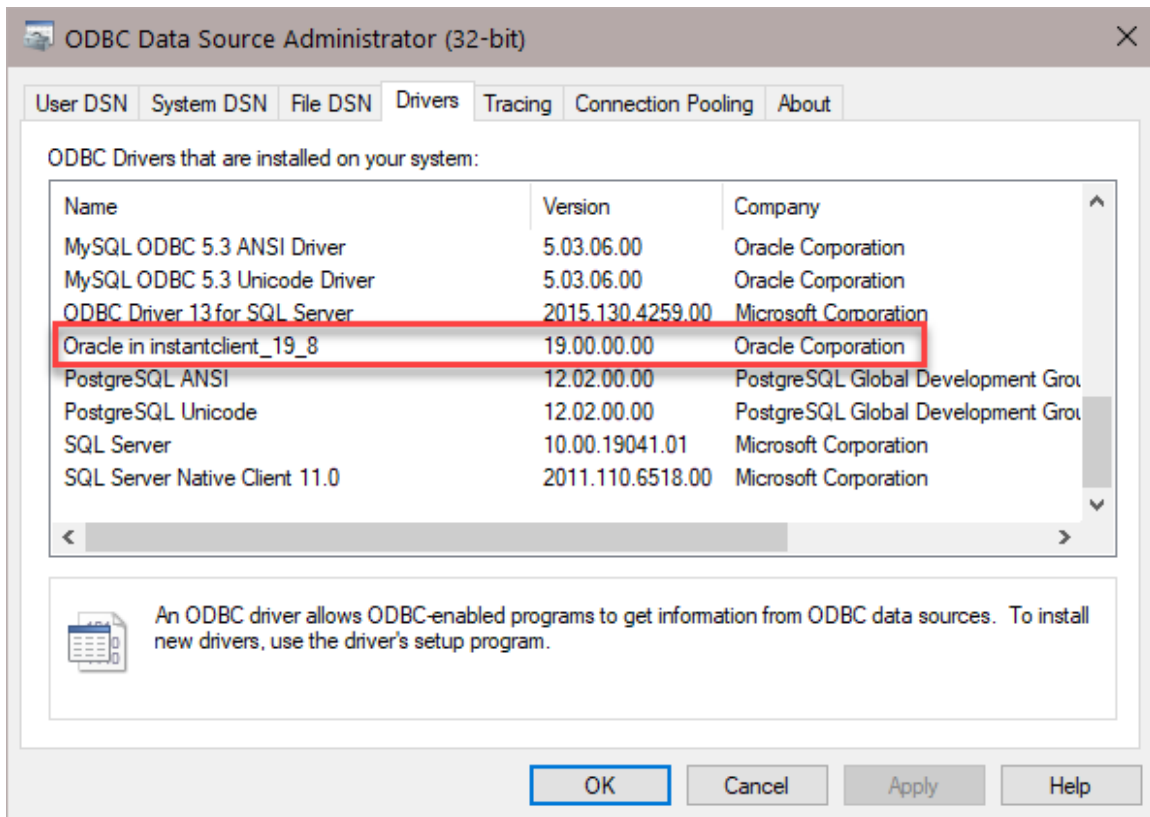 ODBC Data Source Administrator (32-bit)
User DSN System DSN File DSN Drivers Tracing Connection Pooling About
ODBC Drivers that are installed on your system:
Name Version Company
MySQL ODBC 5.3 ANSI Driver 5.03.06.00 Oracle Corporation
MySQL ODBC 5.3 Unicode Driver 5.03.06.00 Oracle Corporation
ODBC Driver 13 for SQL Server 2015.130.4259.00 Microsoft Corporation
Oracle in instantclient_19_8 19.00.00.00 Oracle Corporation
PostgreSQL ANSI 12.02.00.00 PostgreSQL Global Development Grou
PostgreSQL Unicode 12.02.00.00 PostgreSQL Global Development Grou
SQL Server 10.00.19041.01 Microsoft Corporation
SQL Server Native Client 11.0 2011.110.6518.00 Microsoft Corporation
An ODBC driver allows ODBC-enabled programs to get information from ODBC data sources. To install
new drivers, use the driver's setup program.
OK Cancel Apply Help